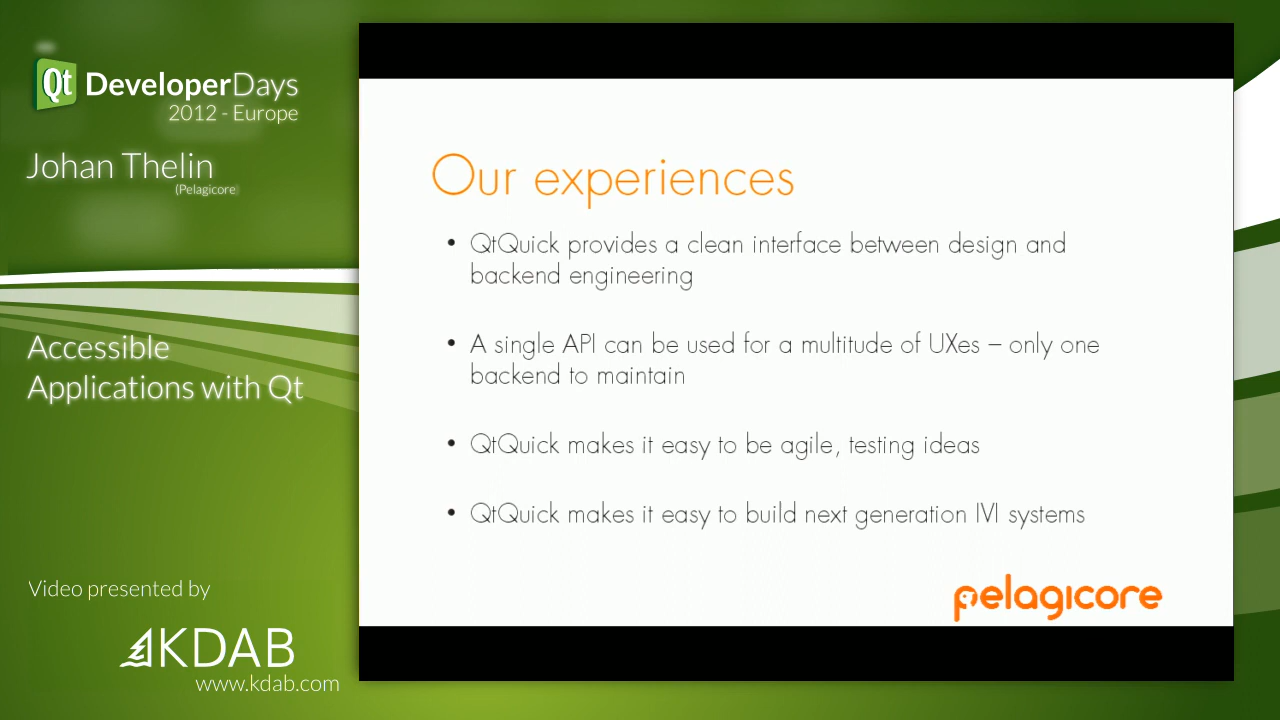 Qt DeveloperDays
2012 - Europe
Johan Thelin
(Pelagicore)
Accessible
Applications with Qt
Video presented by
KDAB
www.kdab.com
Our experiences
• QtQuick provides a clean interface between design and
backend engineering
• A single API can be used for a multitude of UXes – only one
backend to maintain
• QtQuick makes it easy to be agile, testing ideas
• QtQuick makes it easy to build next generation IVI systems
pelagicore